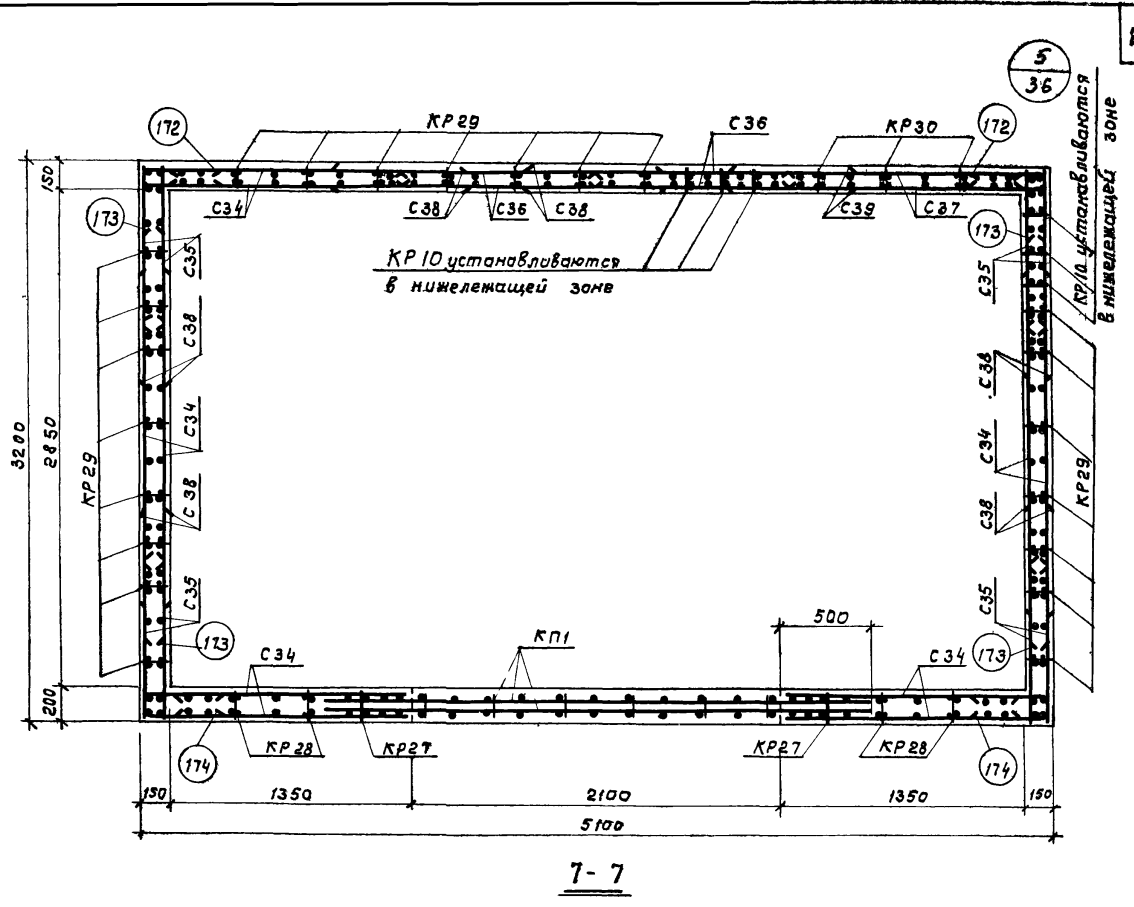 5
36
172
КР29
С36
КР30
172
КР10 устанавливаются
в нижележащей зоне
150
С34
С38
С36
С38
С39
С37
173
173
КР10 устанавливаются
в нижележащей зоне
С35
С35
С38
С38
3200
2850
С34
С34
КР29
КР29
С38
С38
С35
С35
173
500
173
КП1
С34
С34
200
174
КР28
КР27
КР27
КР28
174
150
1350
2100
1350
150
5100
7-7